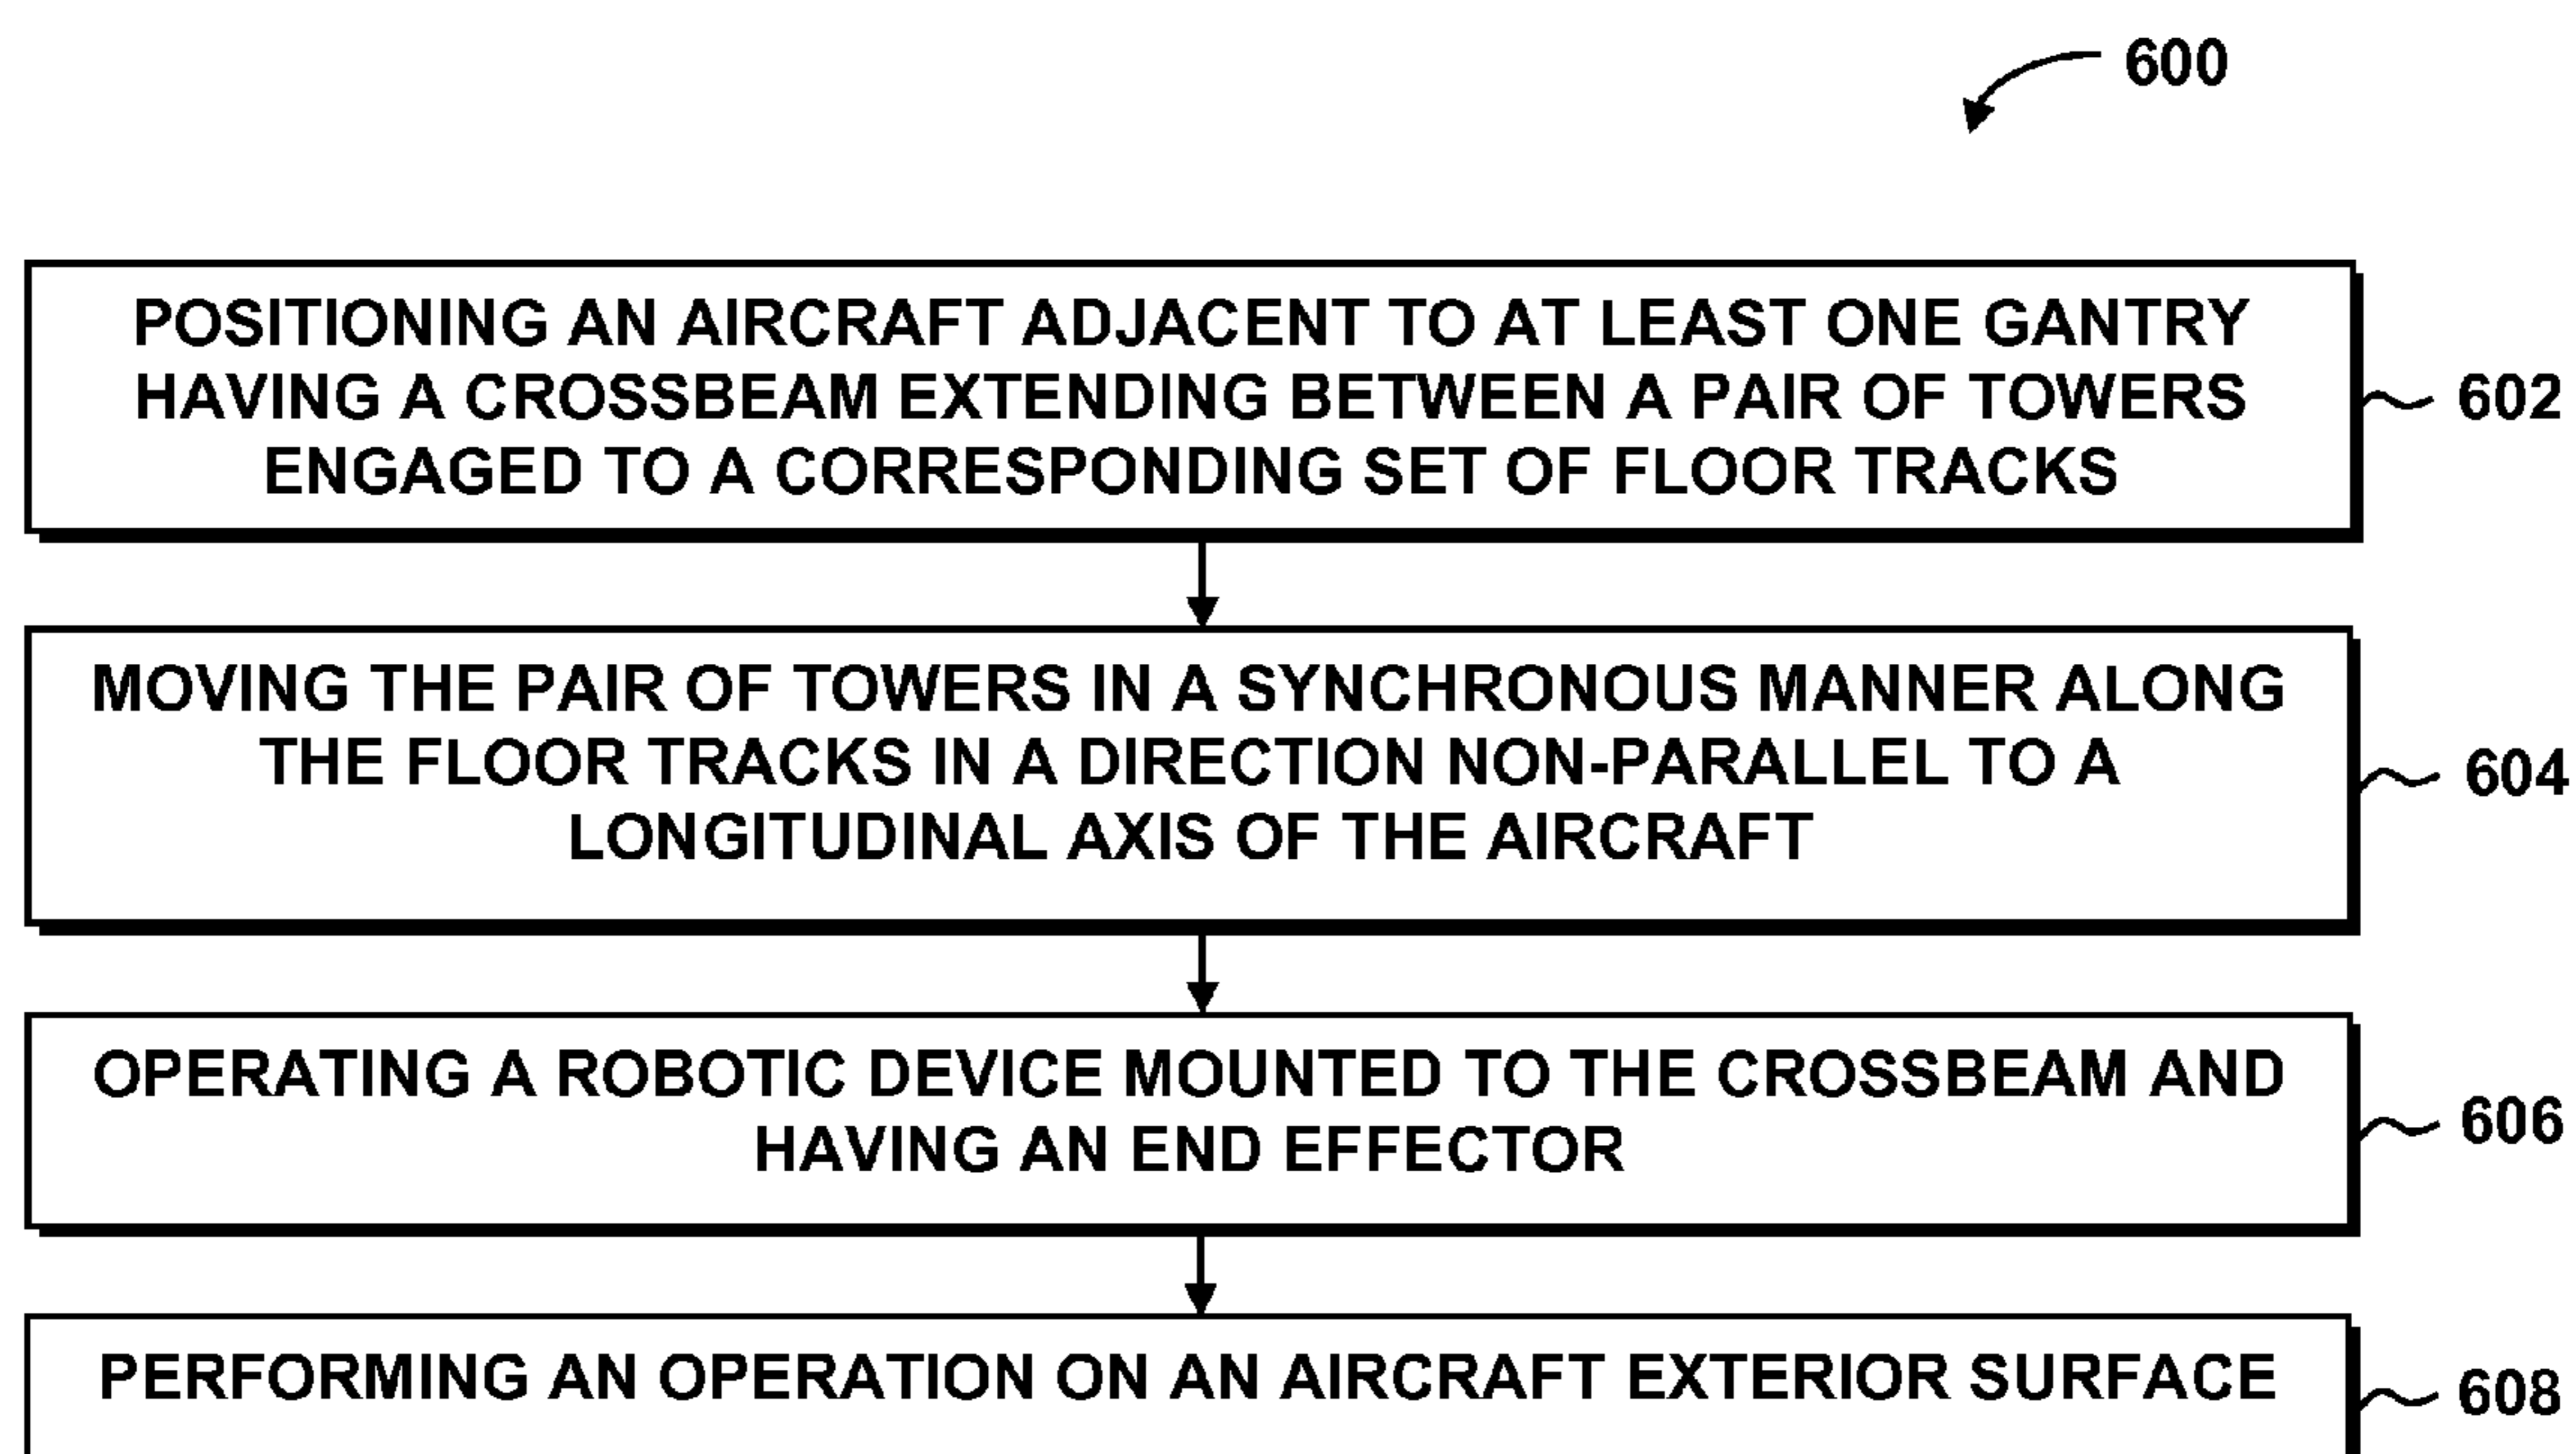 600
POSITIONING AN AIRCRAFT ADJACENT TO AT LEAST ONE GANTRY
HAVING A CROSSBEAM EXTENDING BETWEEN A PAIR OF TOWERS
ENGAGED TO A CORRESPONDING SET OF FLOOR TRACKS
602
MOVING THE PAIR OF TOWERS IN A SYNCHRONOUS MANNER ALONG
THE FLOOR TRACKS IN A DIRECTION NON-PARALLEL TO A
LONGITUDINAL AXIS OF THE AIRCRAFT
604
OPERATING A ROBOTIC DEVICE MOUNTED TO THE CROSSBEAM AND
HAVING AN END EFFECTOR
606
PERFORMING AN OPERATION ON AN AIRCRAFT EXTERIOR SURFACE
608